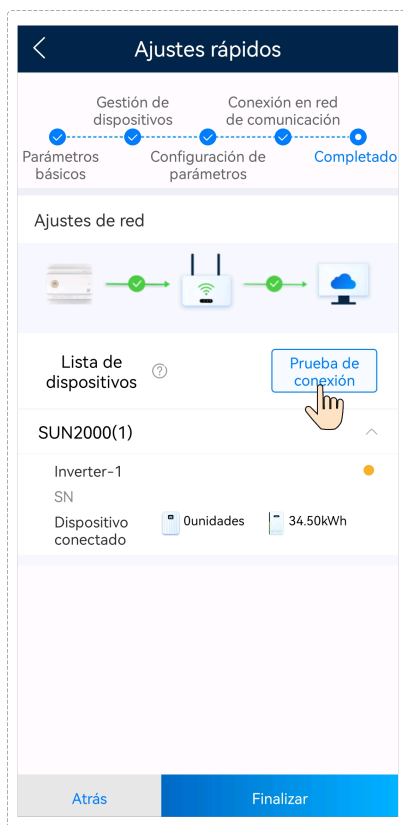 Ajustes rápidos
Gestión de
dispositivos
Conexión en red
de comunicación
Parámetros
básicos
Configuración de
parámetros
Completado
Ajustes de red
Lista de
dispositivos
?
Prueba de
conexión
SUN2000(1)
Inverter-1
SN
Dispositivo
conectado
0unidades
34.50kWh
Atrás
Finalizar